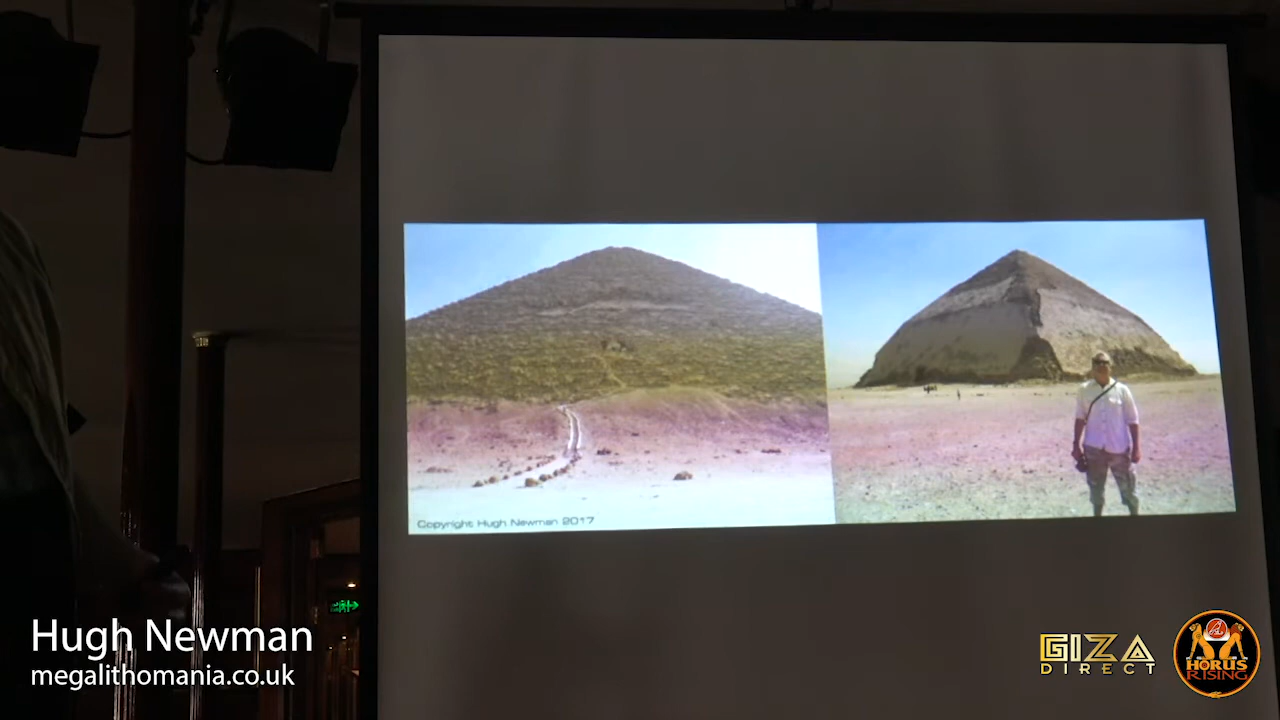 Copyright Hugh Newman 2017
Hugh Newman
megalithomania.co.uk
GIZA
DIRECT
HORUS
RISING